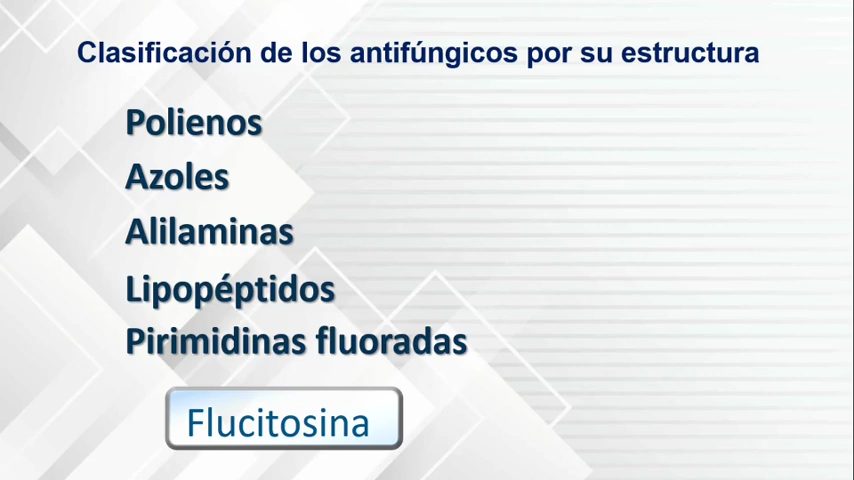 Clasificación de los antifúngicos por su estructura
Polienos
Azoles
Alilaminas
Lipopéptidos
Pirimidinas fluoradas
Flucitosina